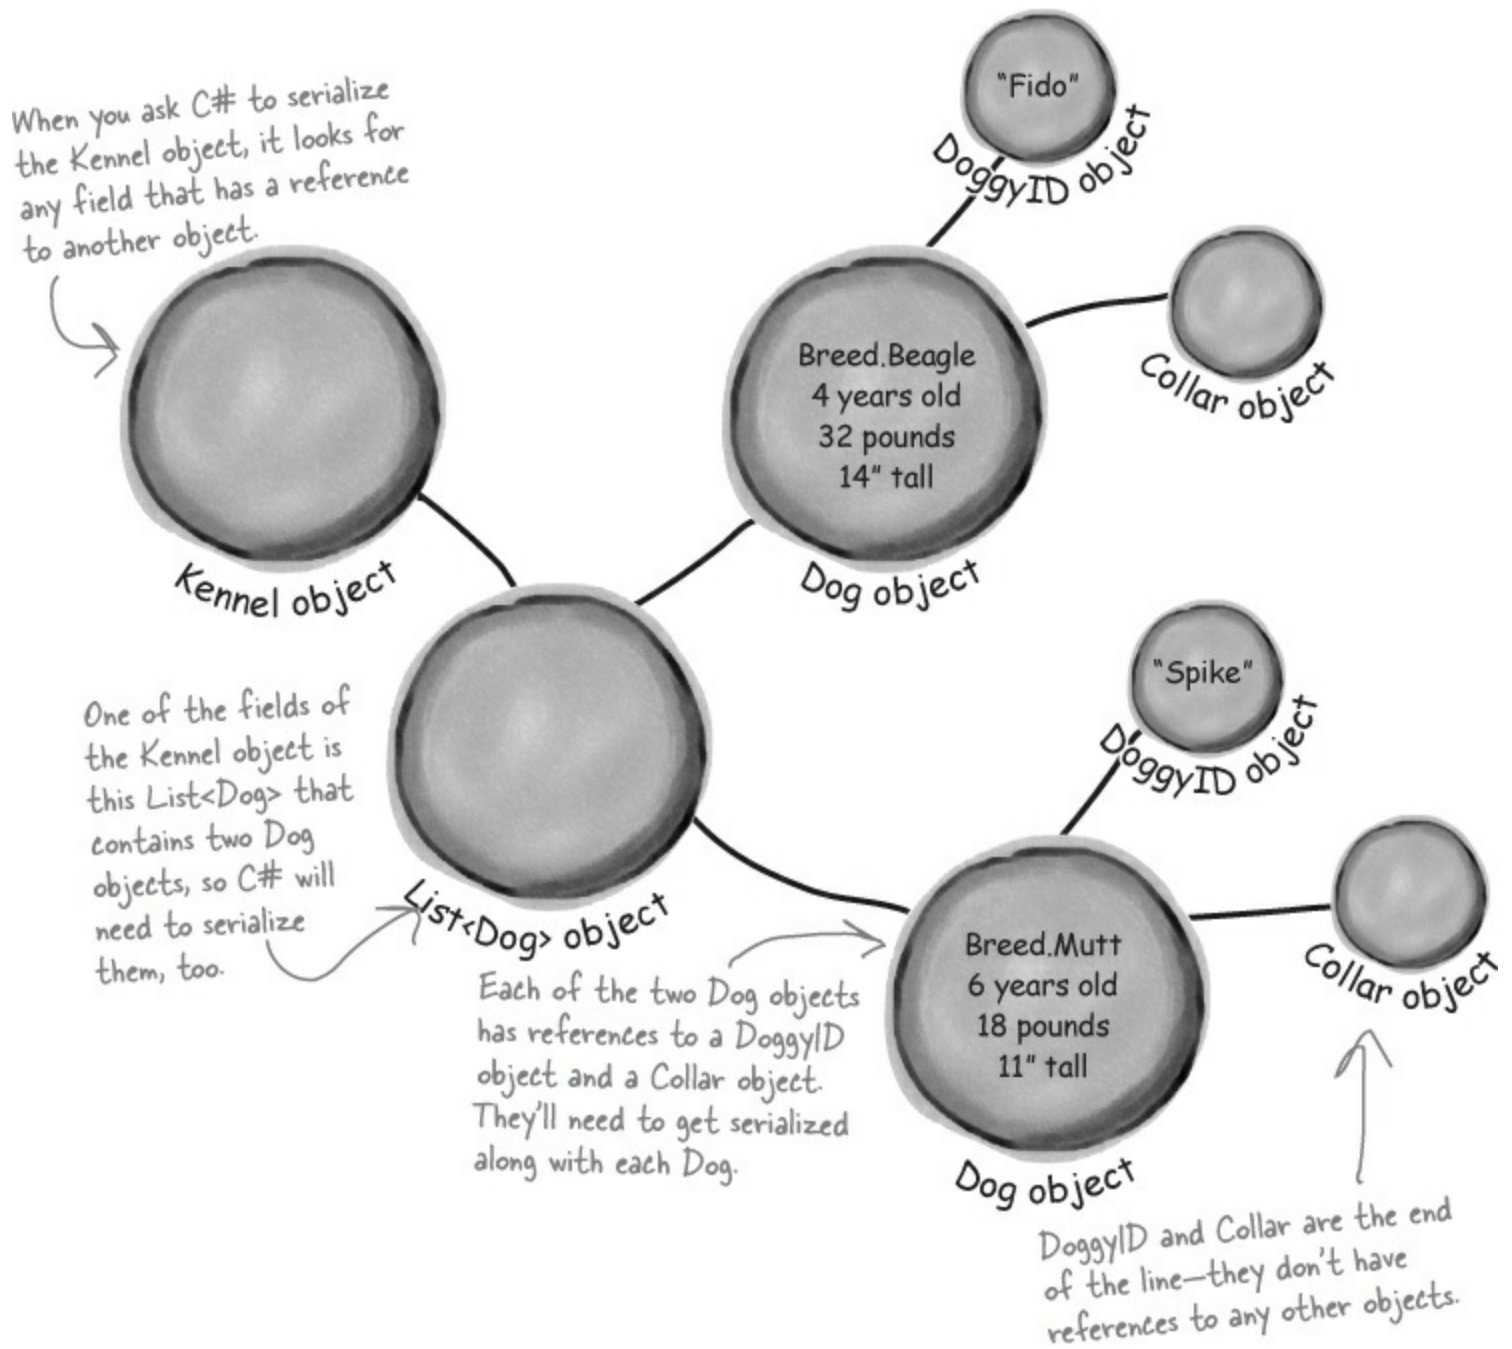 When you ask C# to serialize
the Kennel object, it looks for
any field that has a reference
to another object.
Kennel object
"Fido"
DoggyID object
Collar object
Breed.Beagle
4 years old
32 pounds
14" tall
Dog object
One of the fields of
the Kennel object is
this List<Dog> that
contains two Dog
objects, so C# will
need to serialize
them, too.
List<Dog> object
"Spike"
DoggyID object
Collar object
Breed.Mutt
6 years old
18 pounds
11" tall
Dog object
Each of the two Dog objects
has references to a DoggyID
object and a Collar object.
They'll need to get serialized
along with each Dog.
DoggyID and Collar are the end
of the line—they don't have
references to any other objects.